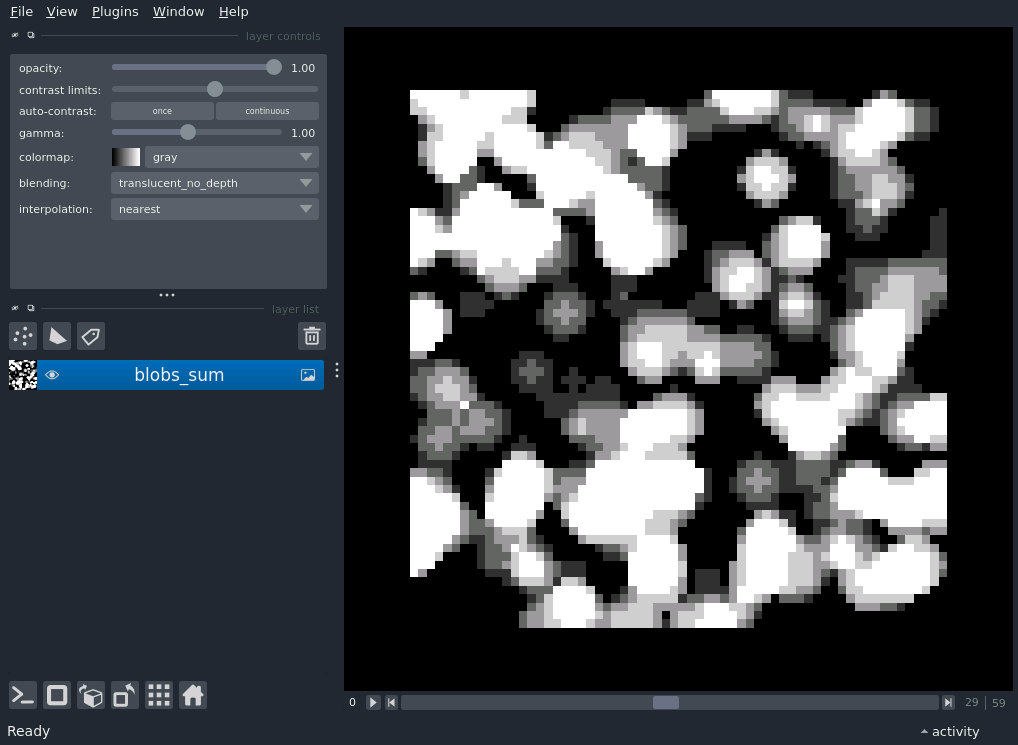 File View Plugins Window Help
layer controls
opacity: 1.00
contrast limits:
auto-contrast: once continuous
gamma: 1.00
colormap: gray
blending: translucent_no_depth
interpolation: nearest
layer list
blobs_sum
0 29 59
Ready activity